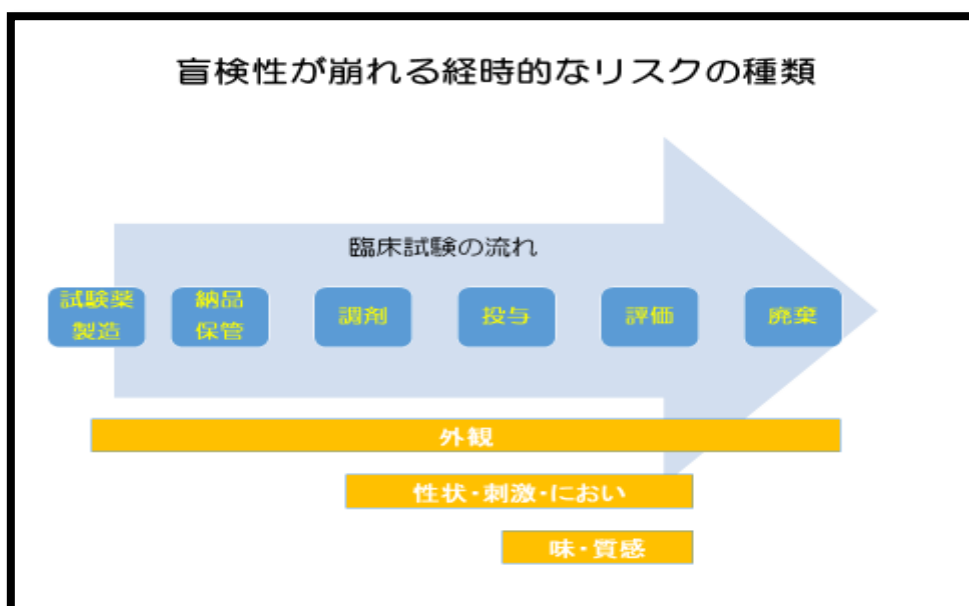 盲検性が崩れる経時的なリスクの種類
臨床試験の流れ
試験薬
製造
納品
保管
調剤
投与
評価
廃棄
外観
性状・刺激・におい
味・質感